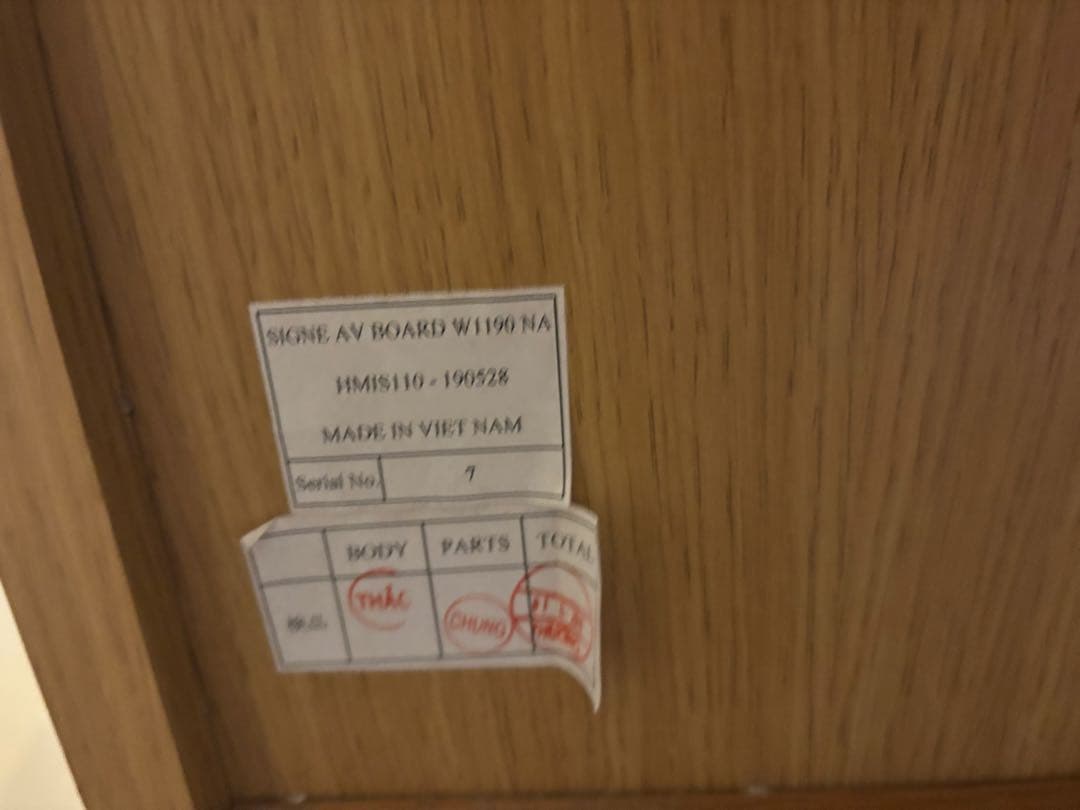 SIGNE AV BOARD W1190 NA
HMIS110 - 190528
MADE IN VIET NAM
Serial No. 7
BODY PARTS TOTAL
THẮC CHUNG